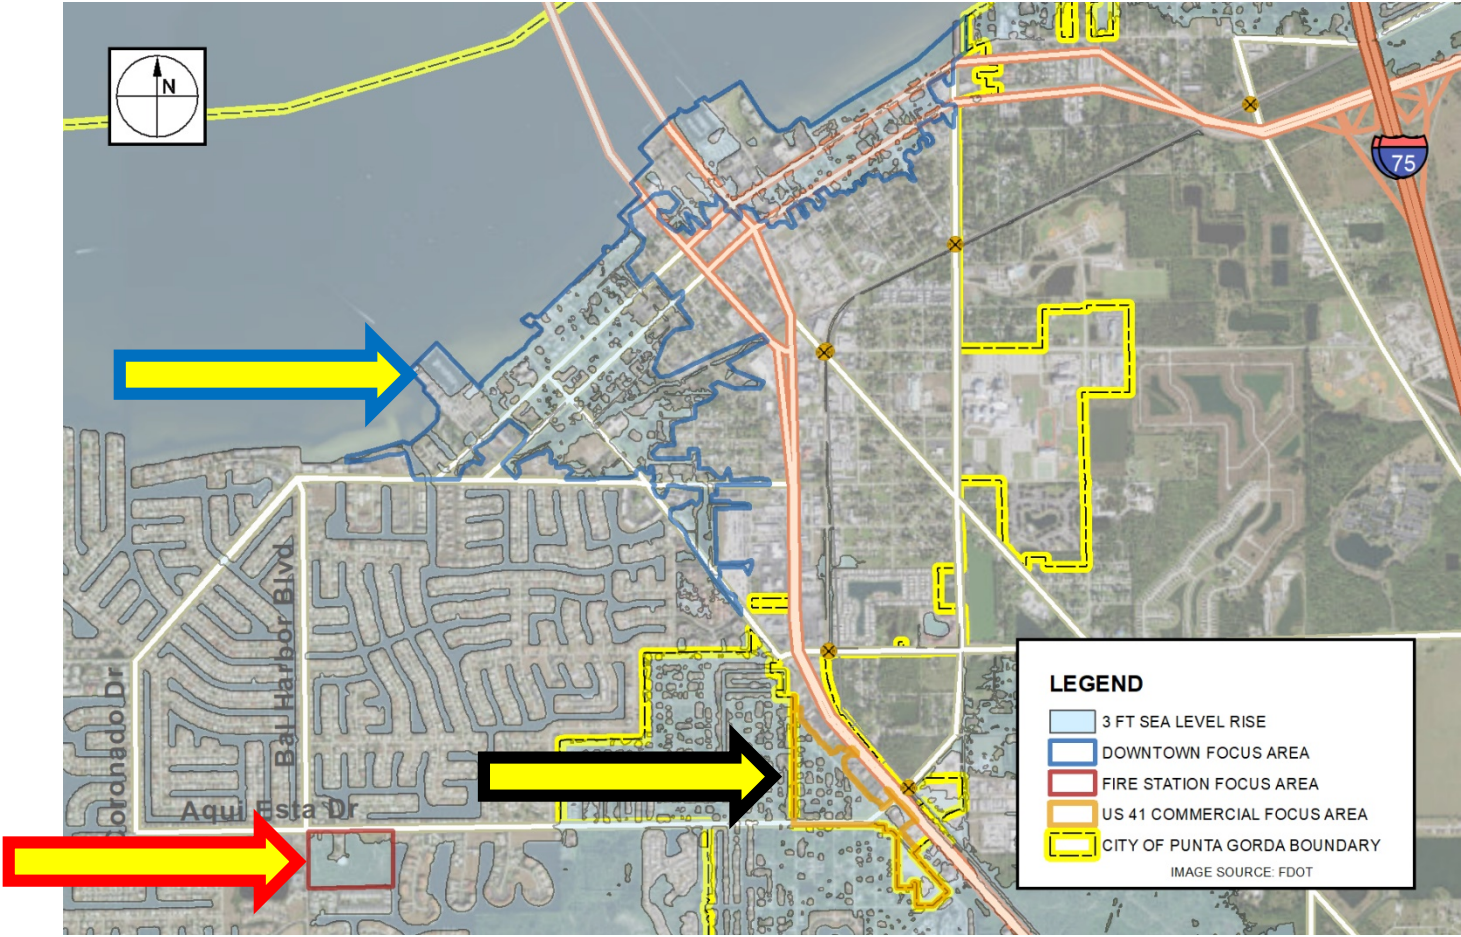 N
75
Coronado Dr
Bal Harbor Blvd
Aqui Esta Dr
LEGEND
3 FT SEA LEVEL RISE
DOWNTOWN FOCUS AREA
FIRE STATION FOCUS AREA
US 41 COMMERCIAL FOCUS AREA
CITY OF PUNTA GORDA BOUNDARY
IMAGE SOURCE: FDOT